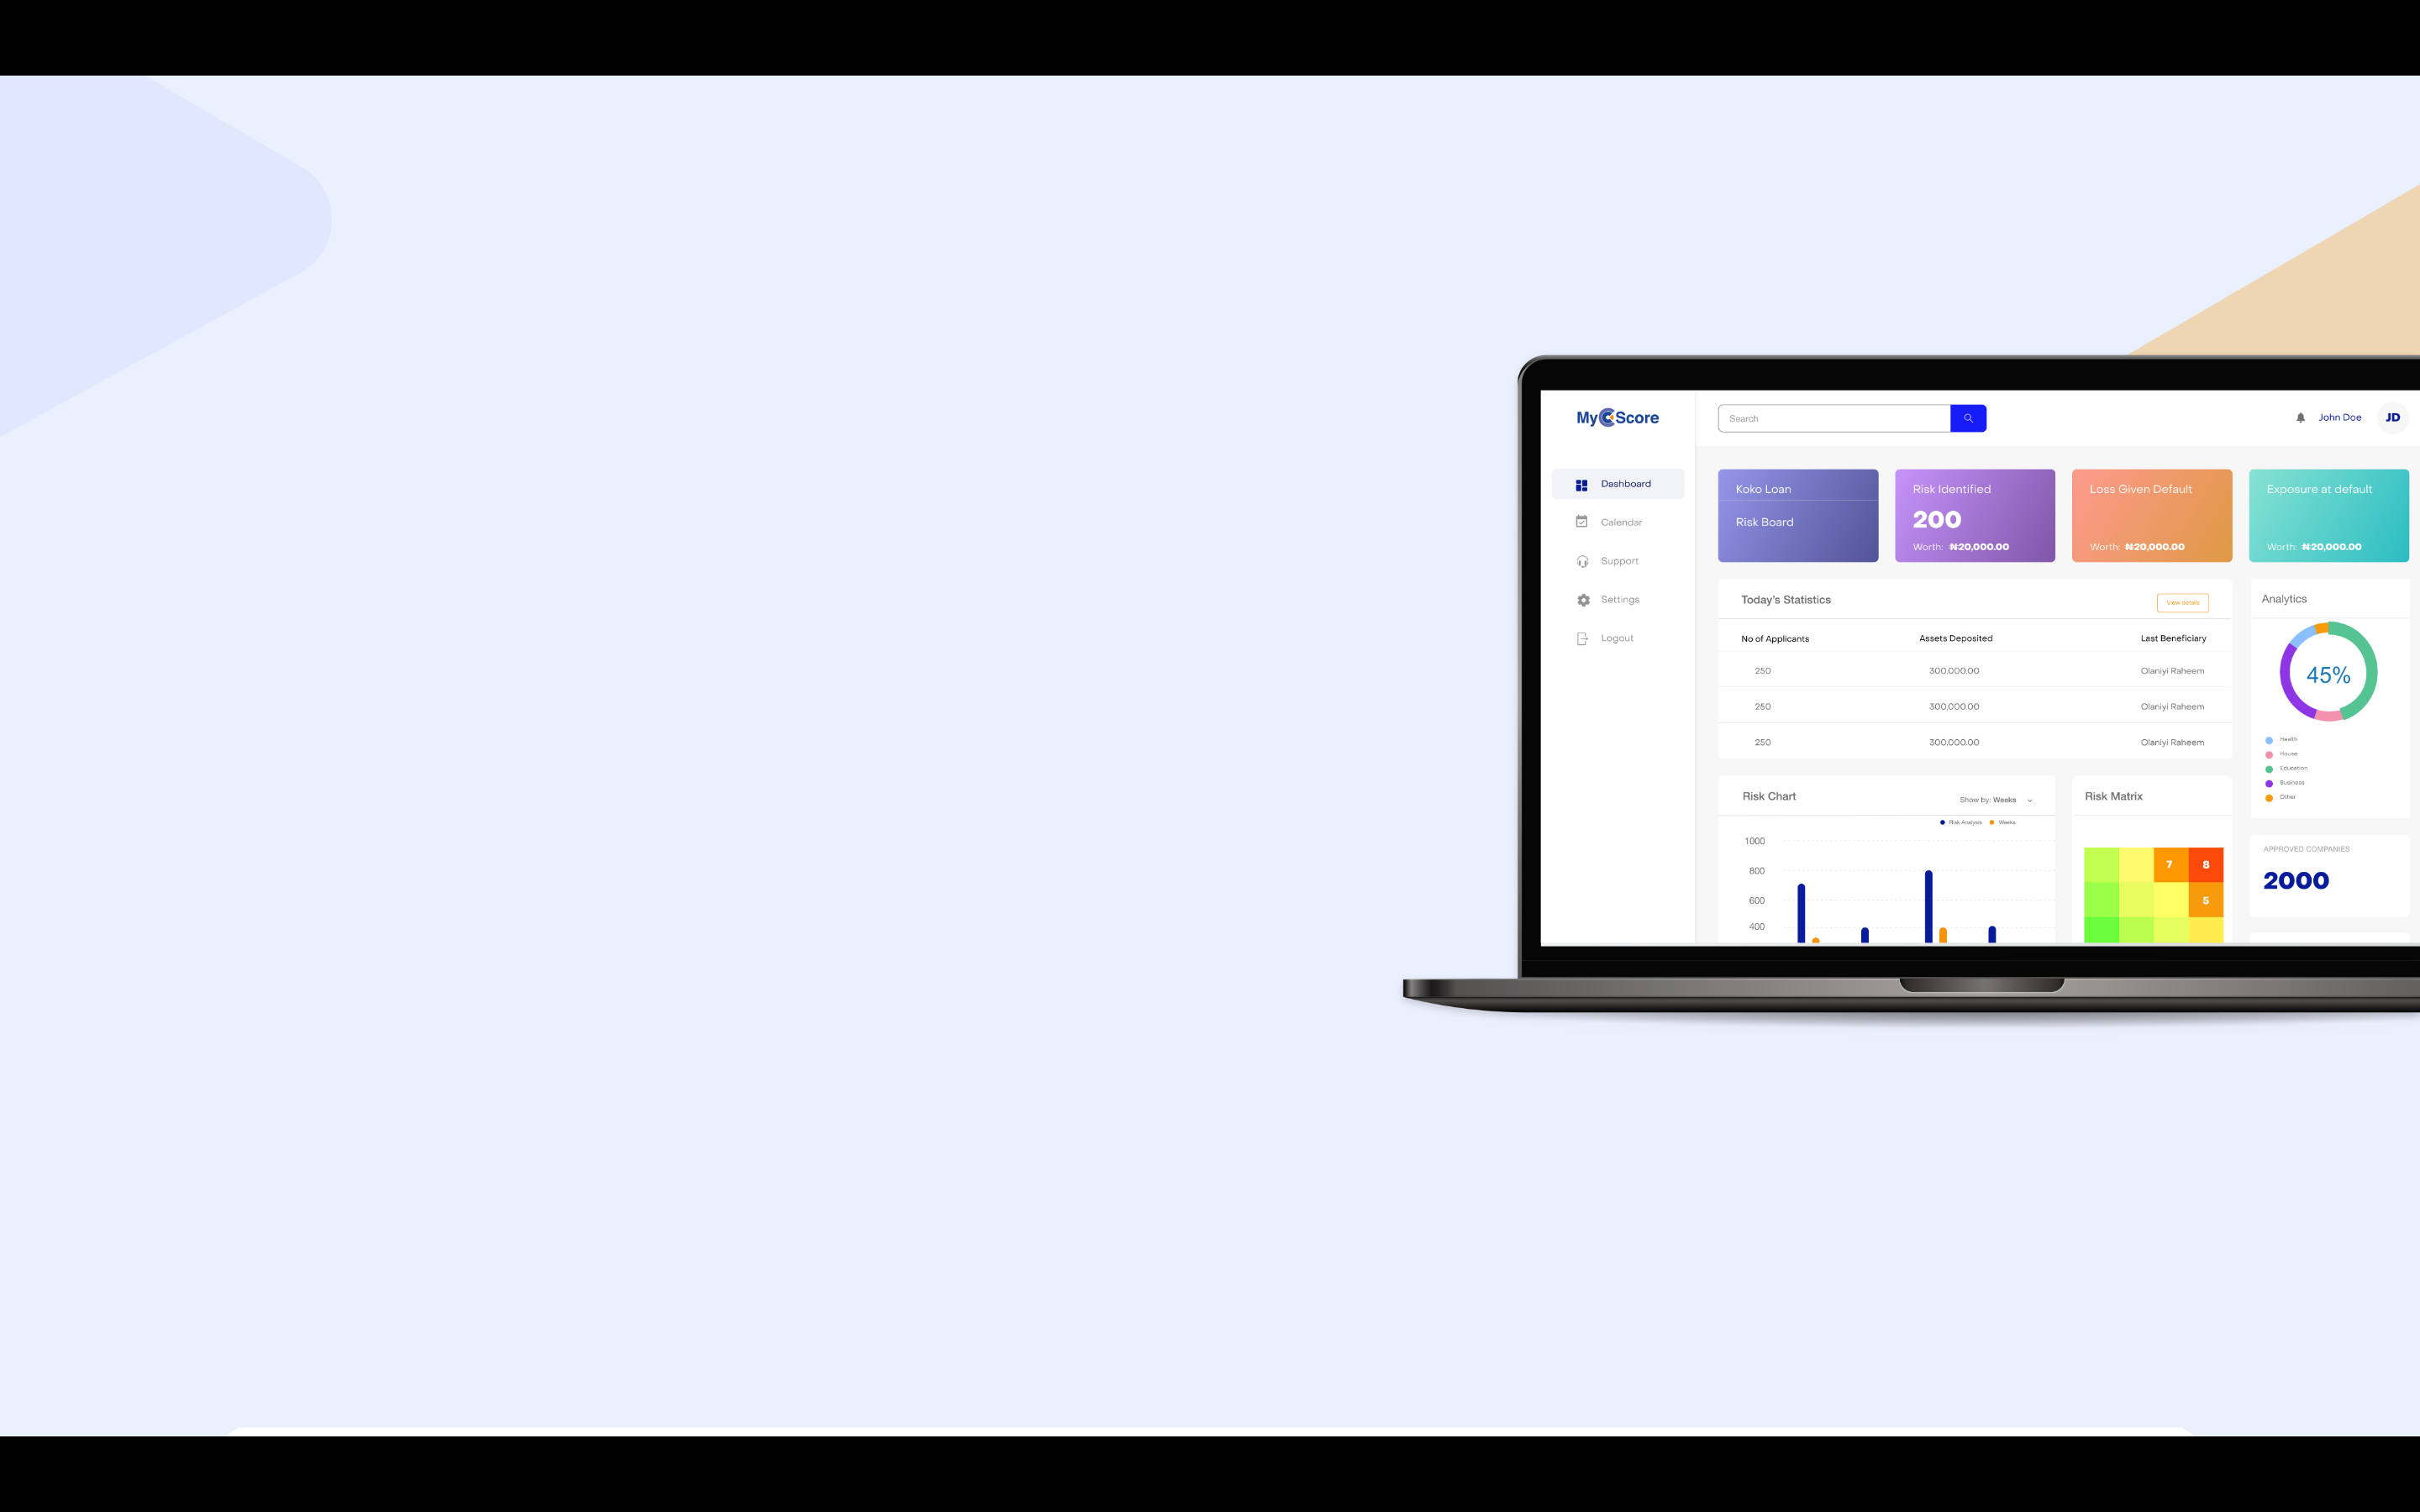 MyCScore
Search
John Doe
JD
Dashboard
Calendar
Support
Settings
Logout
Koko Loan
Risk Board
Risk Identified
200
Worth: ₦20,000.00
Loss Given Default
Worth: ₦20,000.00
Exposure at default
Worth: ₦20,000.00
Today's Statistics
View details
No of Applicants Assets Deposited Last Beneficiary
250 300,000.00 Olaniyi Raheem
250 300,000.00 Olaniyi Raheem
250 300,000.00 Olaniyi Raheem
Analytics
45%
Health
House
Education
Business
Other
Risk Chart
Show by: Weeks
Risk Analysis Weeks
1000
800
600
400
Risk Matrix
7 8
5
APPROVED COMPANIES
2000